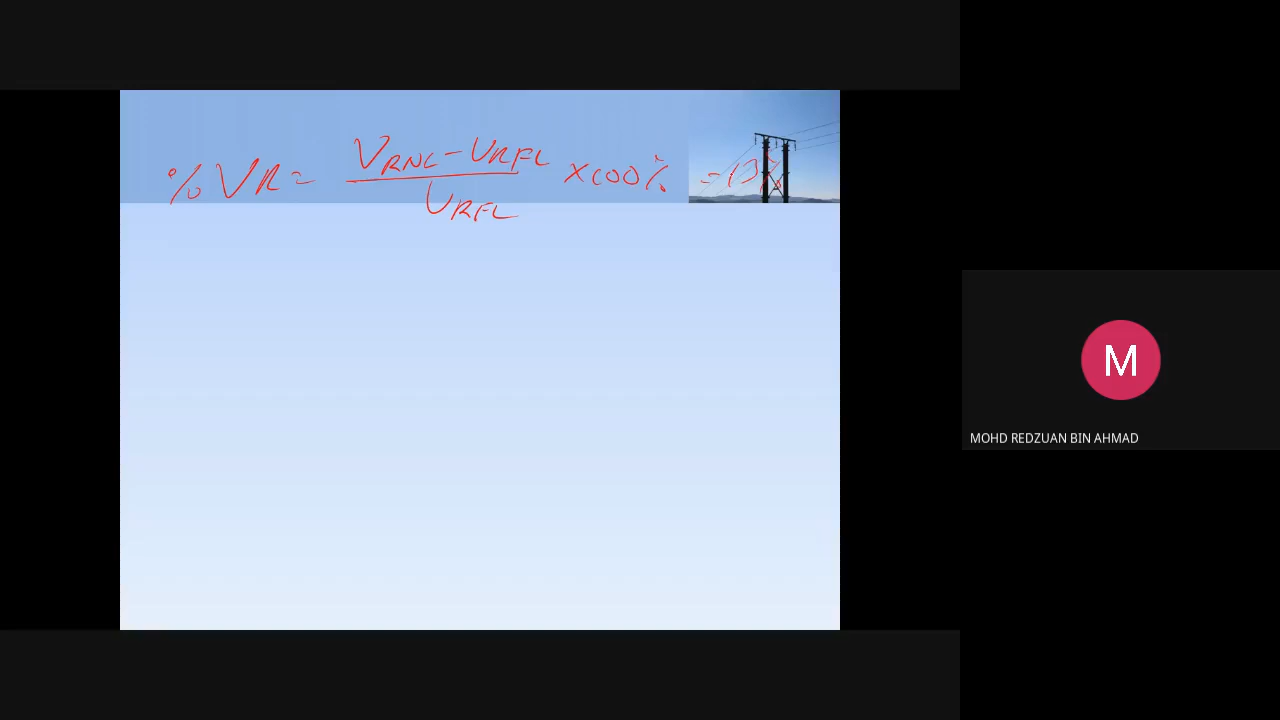 % VR = VRNL - VRFL x100% = 13%
VRFL
M
MOHD REDZUAN BIN AHMAD